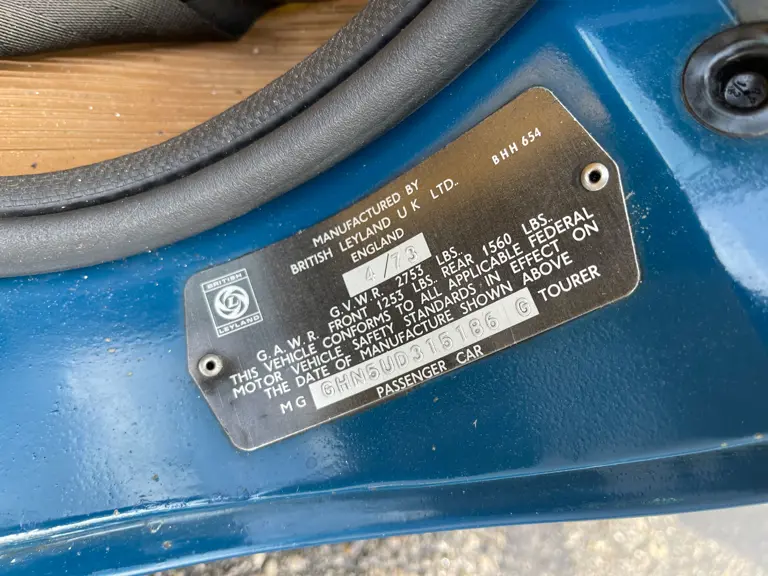 BHH 654
MANUFACTURED BY
BRITISH LEYLAND U K LTD.
ENGLAND
4/73
BRITISH
LEYLAND
G.V.W.R. 2753 LBS.
G.A.W.R. FRONT 1253 LBS. REAR 1560 LBS.
THIS VEHICLE CONFORMS TO ALL APPLICABLE FEDERAL
MOTOR VEHICLE SAFETY STANDARDS IN EFFECT ON
THE DATE OF MANUFACTURE SHOWN ABOVE
MG GHN5UD315186 G TOURER
PASSENGER CAR